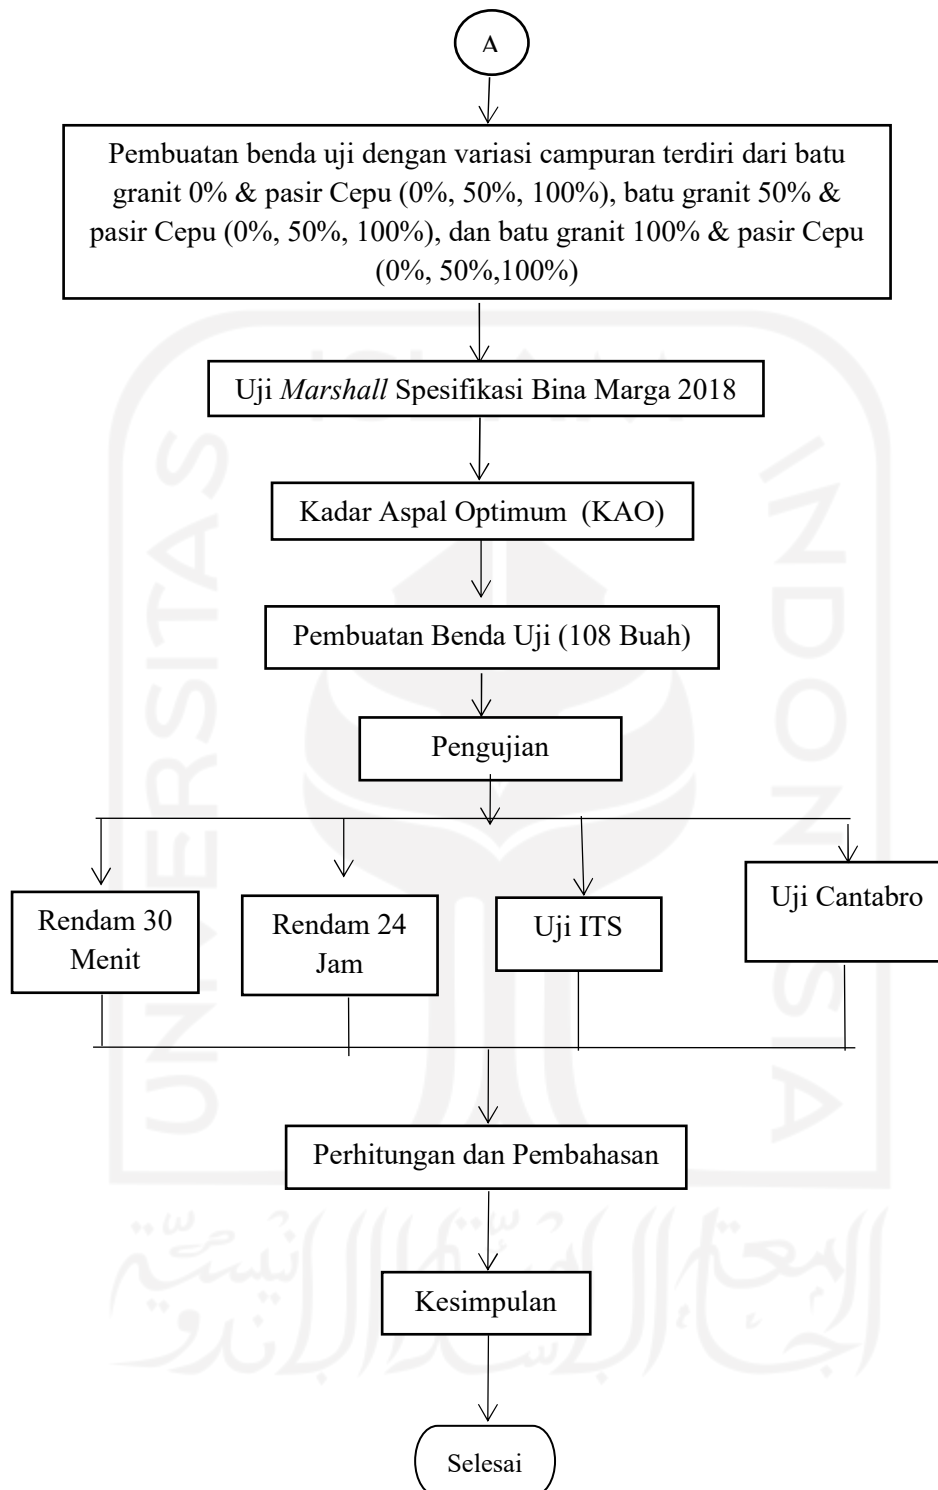 A
Pembuatan benda uji dengan variasi campuran terdiri dari batu
granit 0% & pasir Cepu (0%, 50%, 100%), batu granit 50% &
pasir Cepu (0%, 50%, 100%), dan batu granit 100% & pasir Cepu
(0%, 50%,100%)
Uji Marshall Spesifikasi Bina Marga 2018
Kadar Aspal Optimum (KAO)
Pembuatan Benda Uji (108 Buah)
Pengujian
Rendam 30
Menit
Rendam 24
Jam
Uji ITS
Uji Cantabro
Perhitungan dan Pembahasan
Kesimpulan
Selesai
UNIVERSITAS
ISLAM
INDONESIA